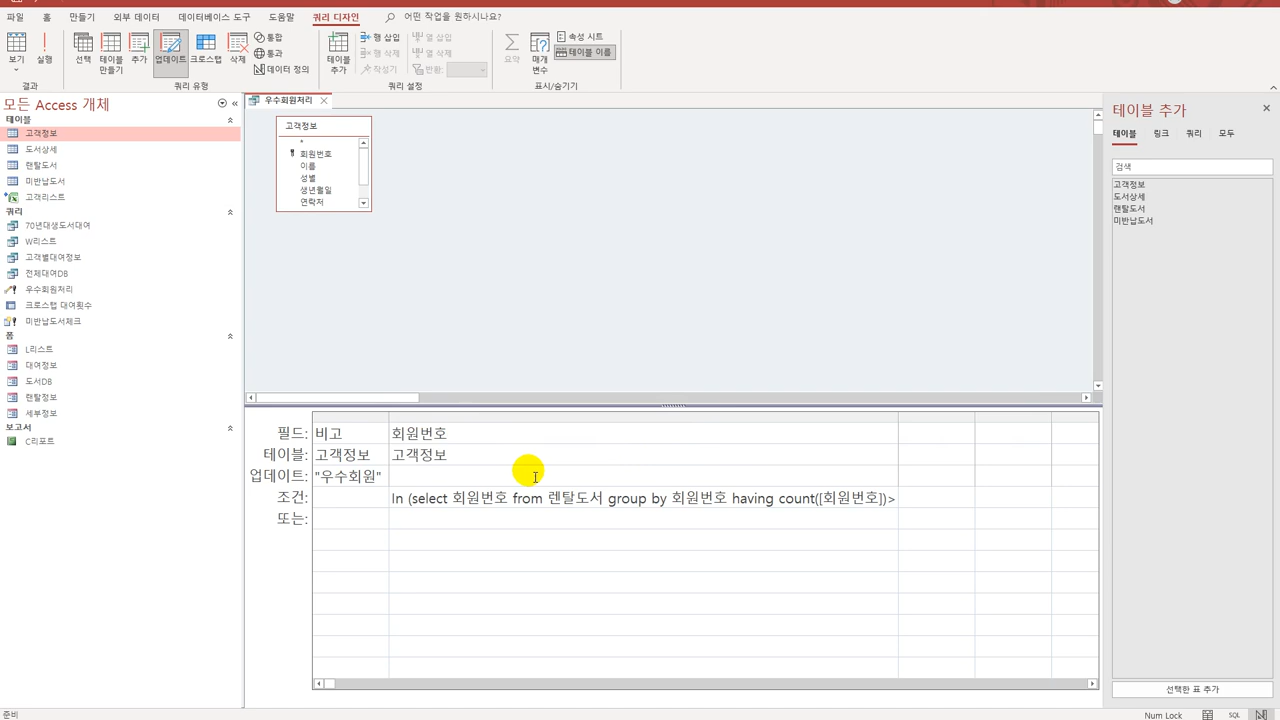 파일 홈 만들기 외부 데이터 데이터베이스 도구 도움말 쿼리 디자인 어떤 작업을 원하시나요?
보기 실행 선택 테이블 만들기 추가 업데이트 크로스탭 삭제 통합 통과 데이터 정의 테이블 추가 행 삽입 행 삭제 작성기 열 삽입 열 삭제 반환: 요약 매개 변수 속성 시트 테이블 이름
결과 쿼리 유형 쿼리 설정 표시/숨기기
모든 Access 개체
테이블
고객정보
도서상세
랜탈도서
미반납도서
고객리스트
쿼리
70년대생도서대여
W리스트
고객별대여정보
전체대여DB
우수회원처리
크로스탭 대여횟수
미반납도서체크
폼
L리스트
대여정보
도서DB
랜탈정보
세부정보
보고서
C리포트
우수회원처리
고객정보
*
회원번호
이름
성별
생년월일
연락처
필드: 비고 회원번호
테이블: 고객정보 고객정보
업데이트: "우수회원"
조건: In (select 회원번호 from 렌탈도서 group by 회원번호 having count([회원번호])>
또는:
테이블 추가
테이블 링크 쿼리 모두
검색
고객정보
도서상세
랜탈도서
미반납도서
선택한 표 추가
준비
Num Lock SQL